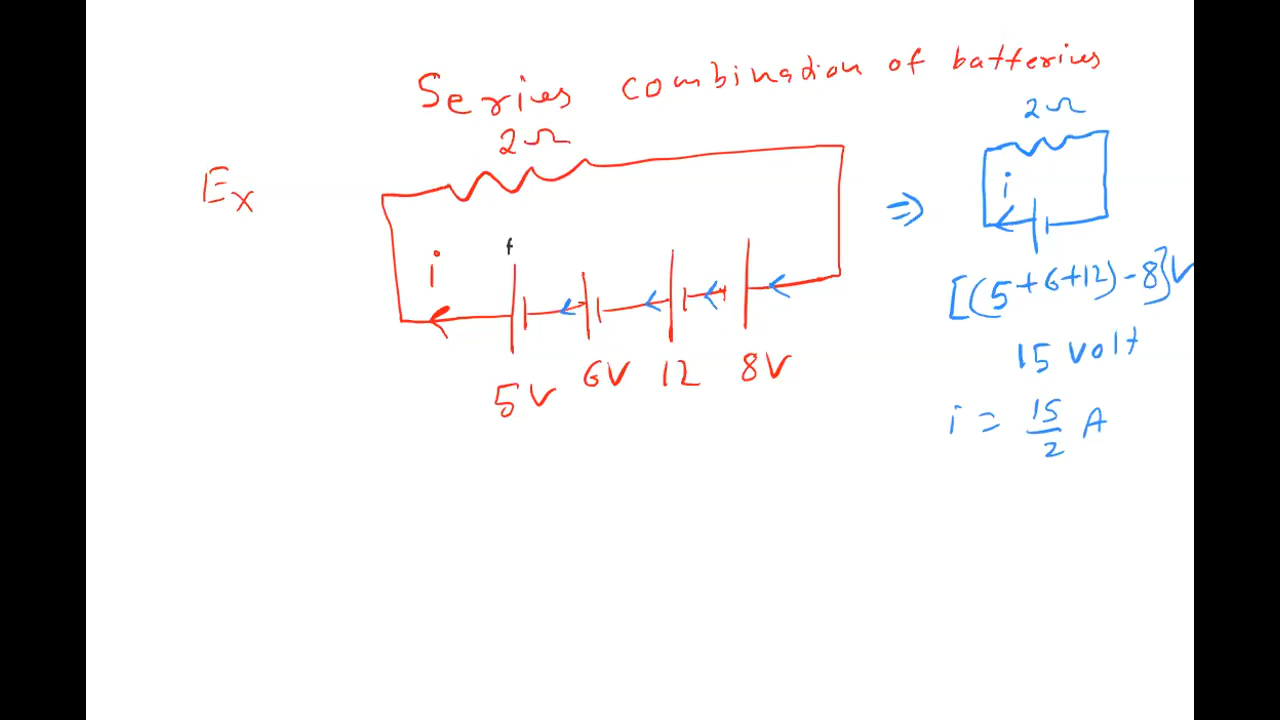 Series combination of batteries
Ex
2Ω
i
5V
6V
12
8V
⇒
2Ω
i
[(5+6+12)-8]V
15 volt
i = 15/2 A